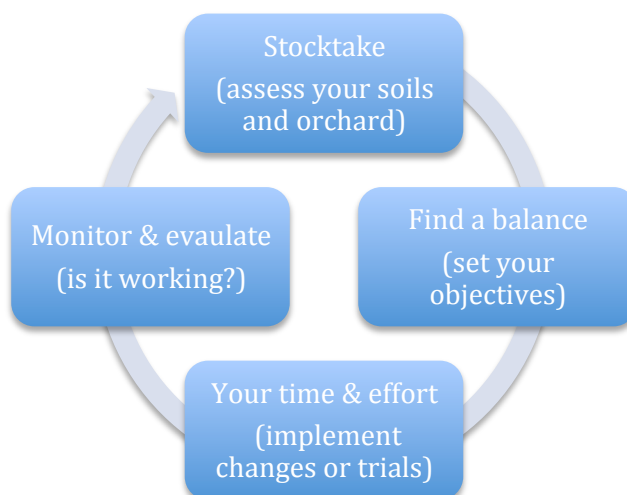 Stocktake
(assess your soils
and orchard)
Find a balance
(set your
objectives)
Your time & effort
(implement
changes or trials)
Monitor & evaulate
(is it working?)